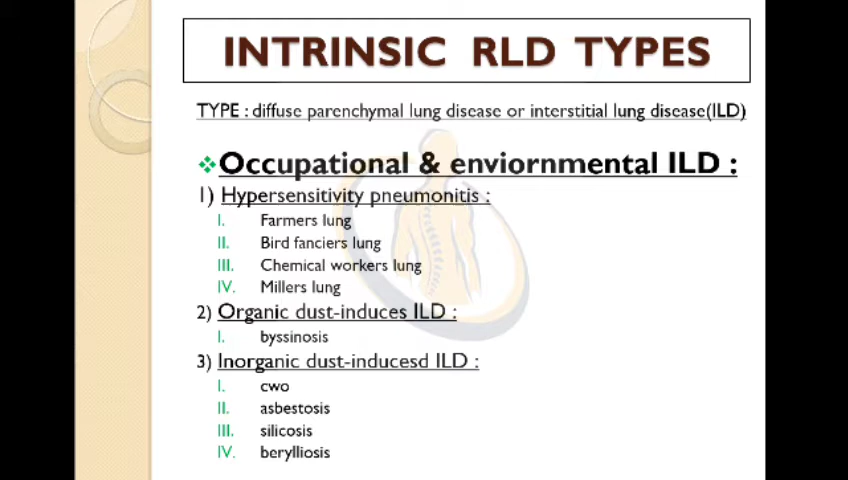 INTRINSIC RLD TYPES
TYPE : diffuse parenchymal lung disease or interstitial lung disease(ILD)
❖Occupational & enviornmental ILD :
1) Hypersensitivity pneumonitis :
I. Farmers lung
II. Bird fanciers lung
III. Chemical workers lung
IV. Millers lung
2) Organic dust-induces ILD :
I. byssinosis
3) Inorganic dust-inducesd ILD :
I. cwo
II. asbestosis
III. silicosis
IV. berylliosis